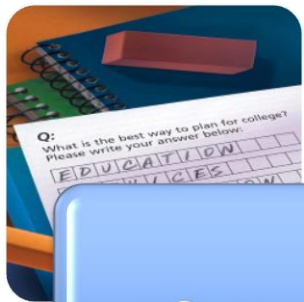 Q:
What is the best way to plan for college?
Please write your answer below:
EDUCATION